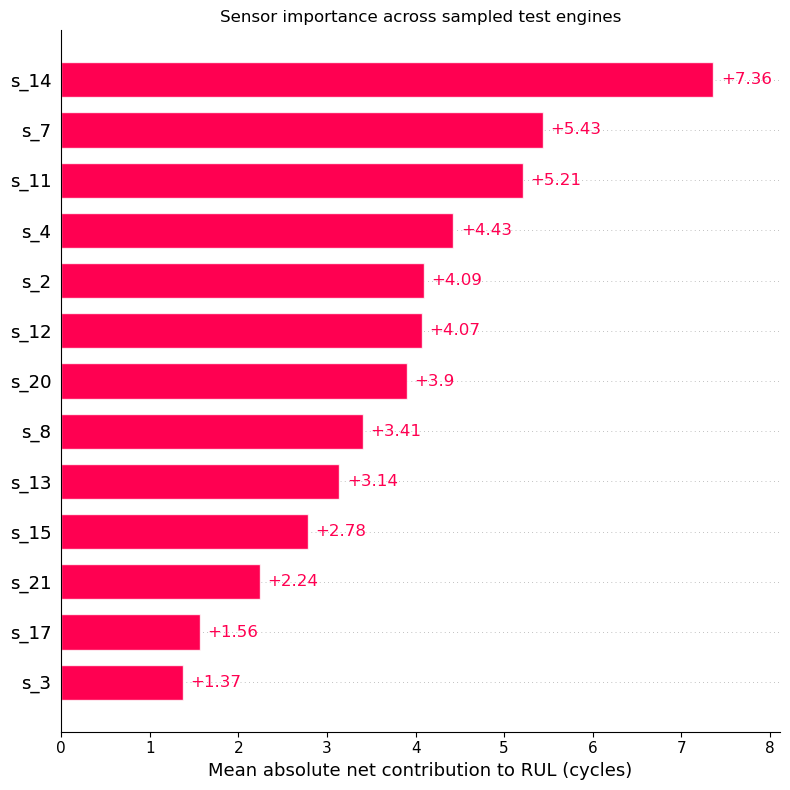 Sensor importance across sampled test engines
s_14 +7.36
s_7 +5.43
s_11 +5.21
s_4 +4.43
s_2 +4.09
s_12 +4.07
s_20 +3.9
s_8 +3.41
s_13 +3.14
s_15 +2.78
s_21 +2.24
s_17 +1.56
s_3 +1.37
0 1 2 3 4 5 6 7 8
Mean absolute net contribution to RUL (cycles)